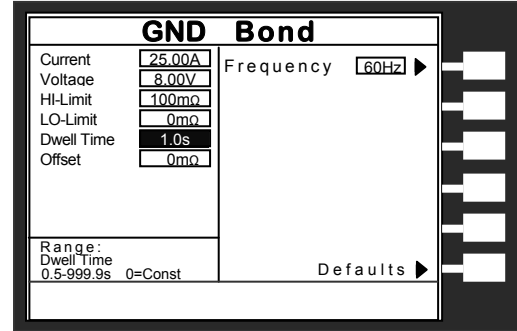 GND Bond
Current 25.00A
Voltage 8.00V
HI-Limit 100mΩ
LO-Limit 0mΩ
Dwell Time 1.0s
Offset 0mΩ
Frequency 60Hz
Range:
Dwell Time
0.5-999.9s 0=Const
Defaults